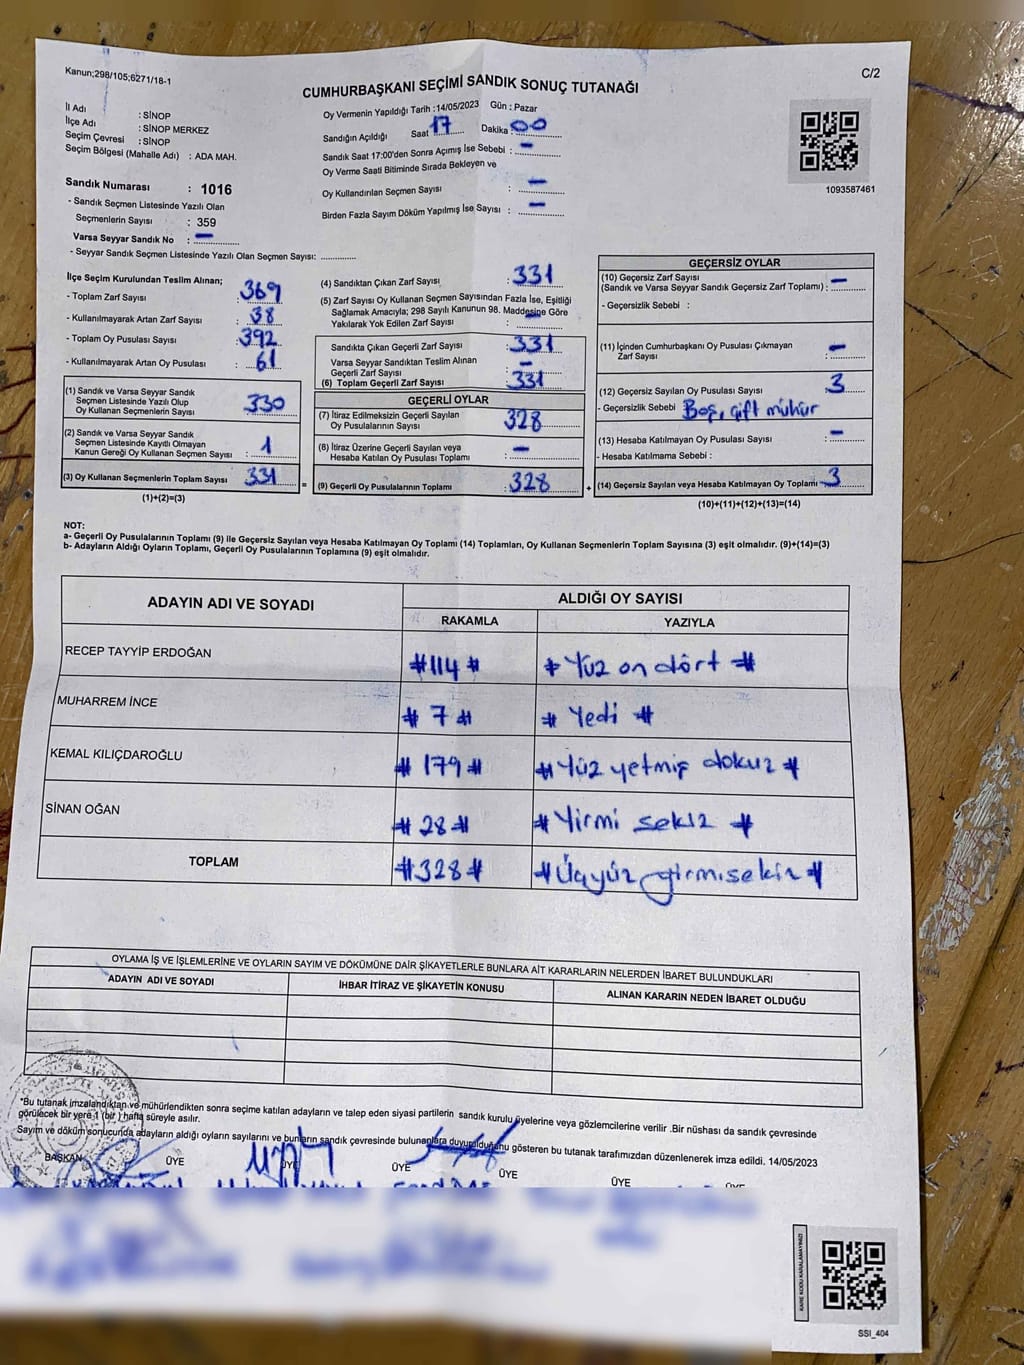 Kanun;298/105;6271/18-1
C/2
CUMHURBAŞKANI SEÇİMİ SANDIK SONUÇ TUTANAĞI
İl Adı : SİNOP
İlçe Adı : SİNOP MERKEZ
Seçim Çevresi : SİNOP
Seçim Bölgesi (Mahalle Adı) : ADA MAH.
Sandık Numarası : 1016
- Sandık Seçmen Listesinde Yazılı Olan
Seçmenlerin Sayısı : 359
Varsa Seyyar Sandık No : –
- Seyyar Sandık Seçmen Listesinde Yazılı Olan Seçmen Sayısı: ..............
Oy Vermenin Yapıldığı Tarih :14/05/2023 Gün : Pazar
Sandığın Açıldığı Saat 17 Dakika : 00
Sandık Saat 17:00'den Sonra Açımış İse Sebebi : –
Oy Verme Saati Bitiminde Sırada Bekleyen ve
Oy Kullandırılan Seçmen Sayısı : –
Birden Fazla Sayım Döküm Yapılmış İse Sayısı : –
1093587461
İlçe Seçim Kurulundan Teslim Alınan;
- Toplam Zarf Sayısı : 369
- Kullanılmayarak Artan Zarf Sayısı : 38
- Toplam Oy Pusulası Sayısı : 392
- Kullanılmayarak Artan Oy Pusulası : 61
(1) Sandık ve Varsa Seyyar Sandık
Seçmen Listesinde Yazılı Olup
Oy Kullanan Seçmenlerin Sayısı : 330
(2) Sandık ve Varsa Seyyar Sandık
Seçmen Listesinde Kayıtlı Olmayan
Kanun Gereği Oy Kullanan Seçmen Sayısı : 1
(3) Oy Kullanan Seçmenlerin Toplam Sayısı : 331
(1)+(2)=(3)
(4) Sandıktan Çıkan Zarf Sayısı : 331
(5) Zarf Sayısı Oy Kullanan Seçmen Sayısından Fazla İse, Eşitliği
Sağlamak Amacıyla; 298 Sayılı Kanunun 98. Maddesine Göre
Yakılarak Yok Edilen Zarf Sayısı : –
Sandıkta Çıkan Geçerli Zarf Sayısı : 331
Varsa Seyyar Sandıktan Teslim Alınan
Geçerli Zarf Sayısı : –
(6) Toplam Geçerli Zarf Sayısı : 331
GEÇERLİ OYLAR
(7) İtiraz Edilmeksizin Geçerli Sayılan
Oy Pusulalarının Sayısı : 328
(8) İtiraz Üzerine Geçerli Sayılan veya
Hesaba Katılan Oy Pusulası Toplamı : –
= (9) Geçerli Oy Pusulalarının Toplamı : 328
GEÇERSİZ OYLAR
(10) Geçersiz Zarf Sayısı
(Sandık ve Varsa Seyyar Sandık Geçersiz Zarf Toplamı) : –
- Geçersizlik Sebebi :
(11) İçinden Cumhurbaşkanı Oy Pusulası Çıkmayan
Zarf Sayısı : –
(12) Geçersiz Sayılan Oy Pusulası Sayısı : 3
- Geçersizlik Sebebi Boş, çift mühür
(13) Hesaba Katılmayan Oy Pusulası Sayısı : –
- Hesaba Katılmama Sebebi :
+ (14) Geçersiz Sayılan veya Hesaba Katılmayan Oy Toplamı : 3
(10)+(11)+(12)+(13)=(14)
NOT:
a- Geçerli Oy Pusulalarının Toplamı (9) ile Geçersiz Sayılan veya Hesaba Katılmayan Oy Toplamı (14) Toplamları, Oy Kullanan Seçmenlerin Toplam Sayısına (3) eşit olmalıdır. (9)+(14)=(3)
b- Adayların Aldığı Oyların Toplamı, Geçerli Oy Pusulalarının Toplamına (9) eşit olmalıdır.
ADAYIN ADI VE SOYADI
ALDIĞI OY SAYISI
RAKAMLA YAZIYLA
RECEP TAYYİP ERDOĞAN #114# # Yüz on dört #
MUHARREM İNCE # 7 # # Yedi #
KEMAL KILIÇDAROĞLU # 179 # # Yüz yetmiş dokuz #
SİNAN OĞAN # 28 # # Yirmi sekiz #
TOPLAM #328 # # Üçyüz yirmisekiz #
OYLAMA İŞ VE İŞLEMLERİNE VE OYLARIN SAYIM VE DÖKÜMÜNE DAİR ŞİKAYETLERLE BUNLARA AİT KARARLARIN NELERDEN İBARET BULUNDUKLARI
ADAYIN ADI VE SOYADI İHBAR İTİRAZ VE ŞİKAYETİN KONUSU ALINAN KARARIN NEDEN İBARET OLDUĞU
*Bu tutanak imzalandıktan ve mühürlendikten sonra seçime katılan adayların ve talep eden siyasi partilerin sandık kurulu üyelerine veya gözlemcilerine verilir .Bir nüshası da sandık çevresinde
görülecek bir yere 1 (bir ) hafta süreyle asılır.
Sayım ve döküm sonucunda adayların aldığı oyların sayılarını ve bunların sandık çevresinde bulunanlara duyurulduğunu gösteren bu tutanak tarafımızdan düzenlenerek imza edildi. 14/05/2023
BAŞKAN ÜYE ÜYE ÜYE ÜYE ÜYE ÜYE
KARE KODU KARALAMAYINIZ!
SSI_404